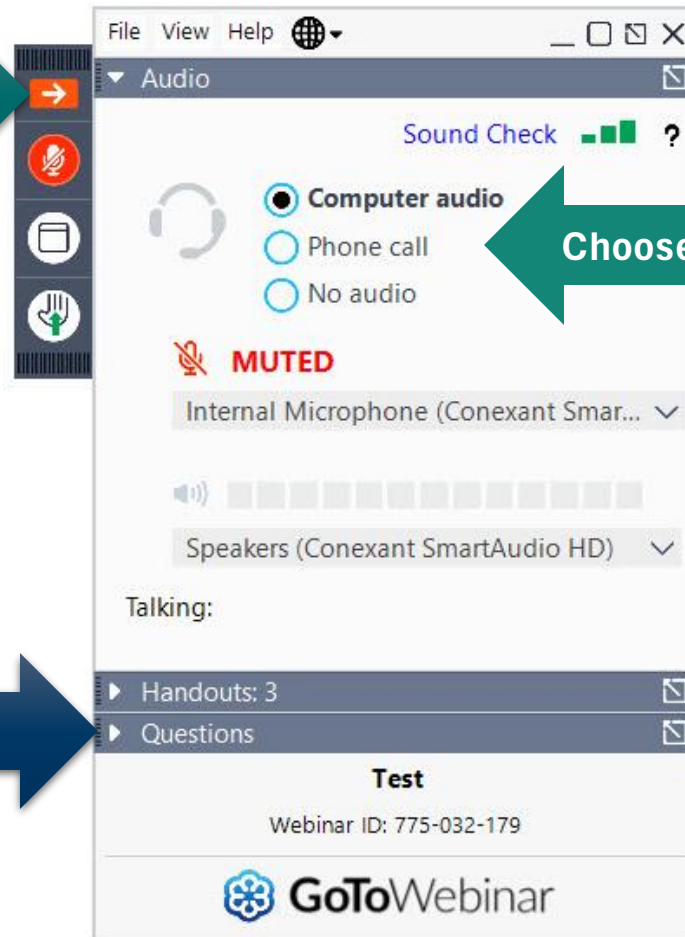 File View Help
Audio
Sound Check ?
Computer audio
Phone call
Choose
No audio
MUTED
Internal Microphone (Conexant Smar...
Speakers (Conexant SmartAudio HD)
Talking:
Handouts: 3
Questions
Test
Webinar ID: 775-032-179
GoToWebinar